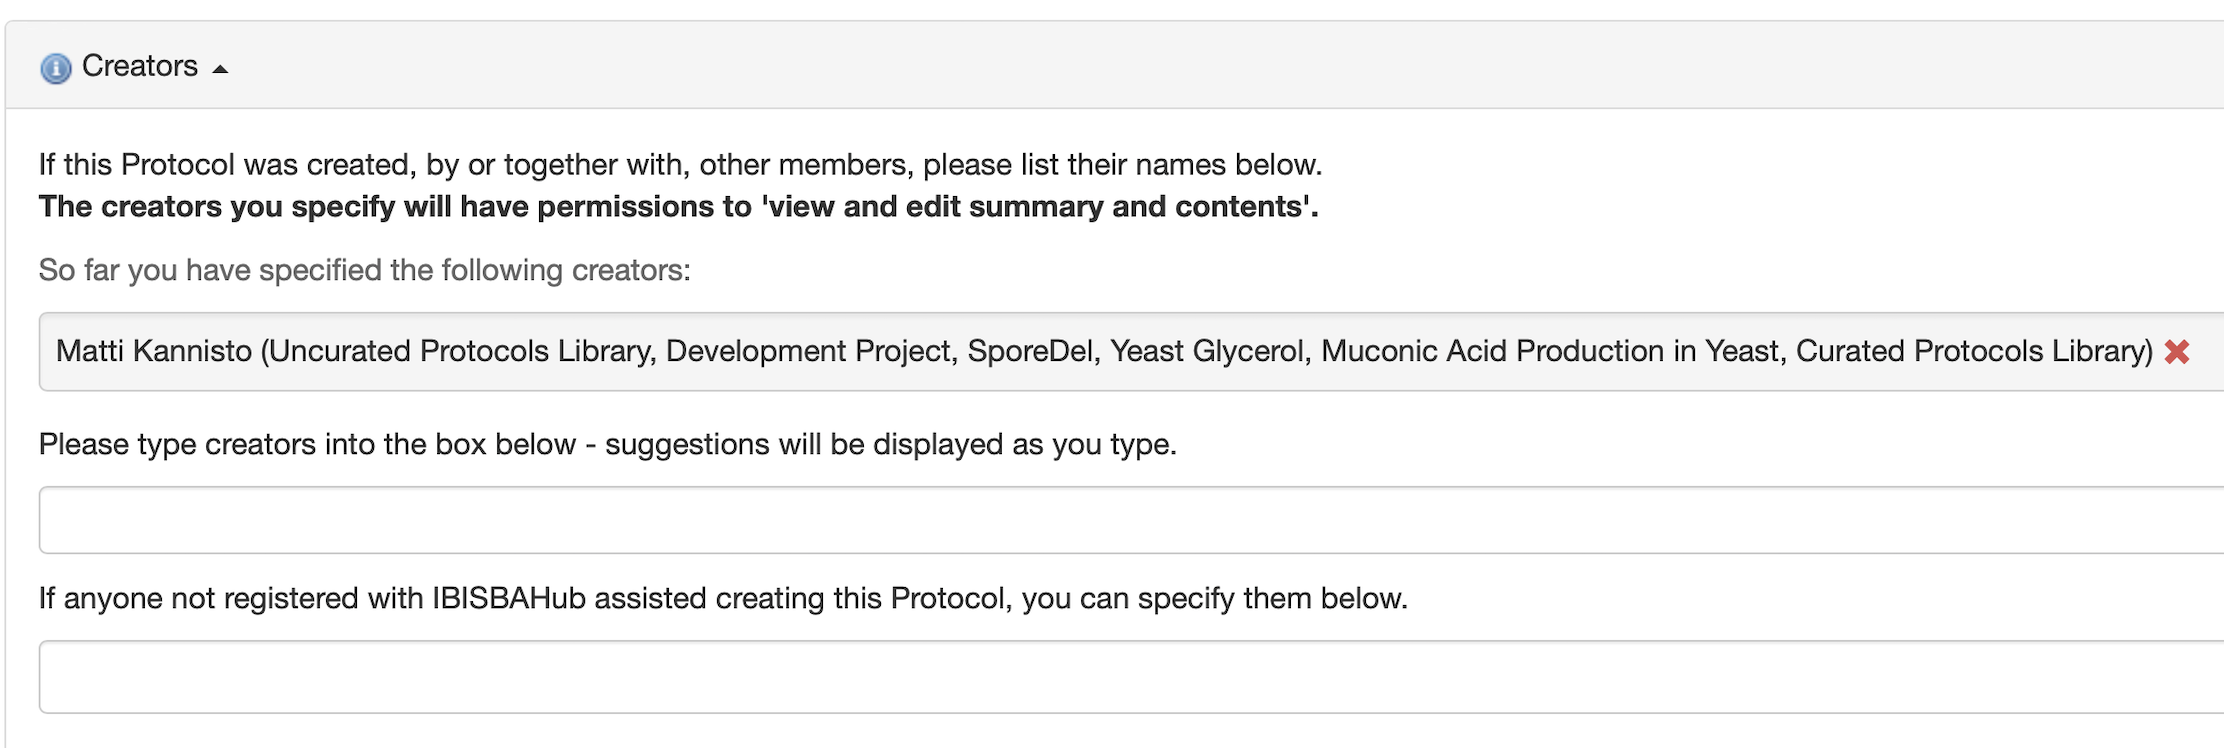 Creators
If this Protocol was created, by or together with, other members, please list their names below.
The creators you specify will have permissions to 'view and edit summary and contents'.
So far you have specified the following creators:
Matti Kannisto (Uncurated Protocols Library, Development Project, SporeDel, Yeast Glycerol, Muconic Acid Production in Yeast, Curated Protocols Library)
Please type creators into the box below - suggestions will be displayed as you type.
If anyone not registered with IBISBAHub assisted creating this Protocol, you can specify them below.